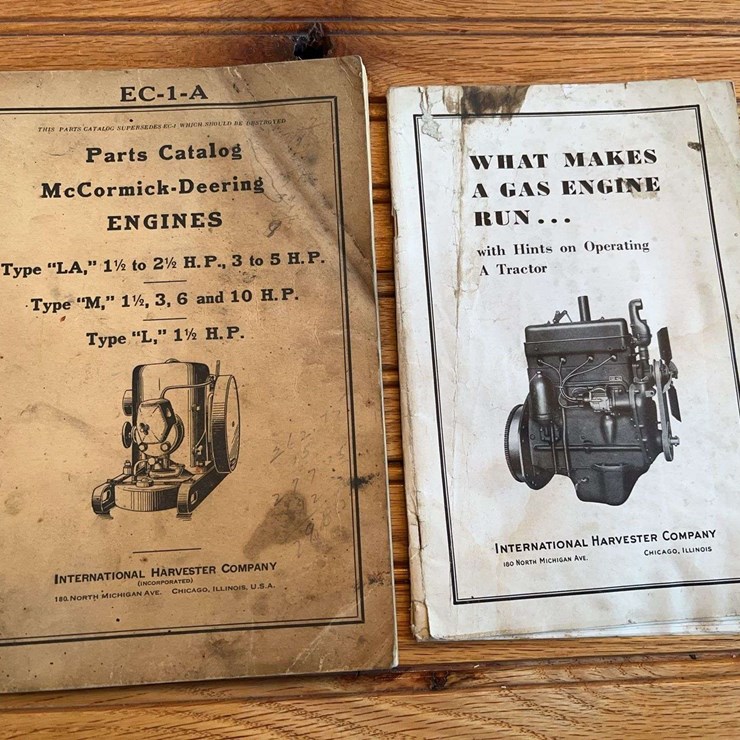 EC-1-A
THIS PARTS CATALOG SUPERSEDES EC-1 WHICH SHOULD BE DESTROYED
Parts Catalog
McCormick-Deering
ENGINES
Type "LA," 1½ to 2½ H.P., 3 to 5 H.P.
Type "M," 1½, 3, 6 and 10 H.P.
Type "L," 1½ H.P.
INTERNATIONAL HARVESTER COMPANY
(INCORPORATED)
180 NORTH MICHIGAN AVE. CHICAGO, ILLINOIS, U.S.A.
WHAT MAKES
A GAS ENGINE
RUN...
with Hints on Operating
A Tractor
INTERNATIONAL HARVESTER COMPANY
180 NORTH MICHIGAN AVE. CHICAGO, ILLINOIS